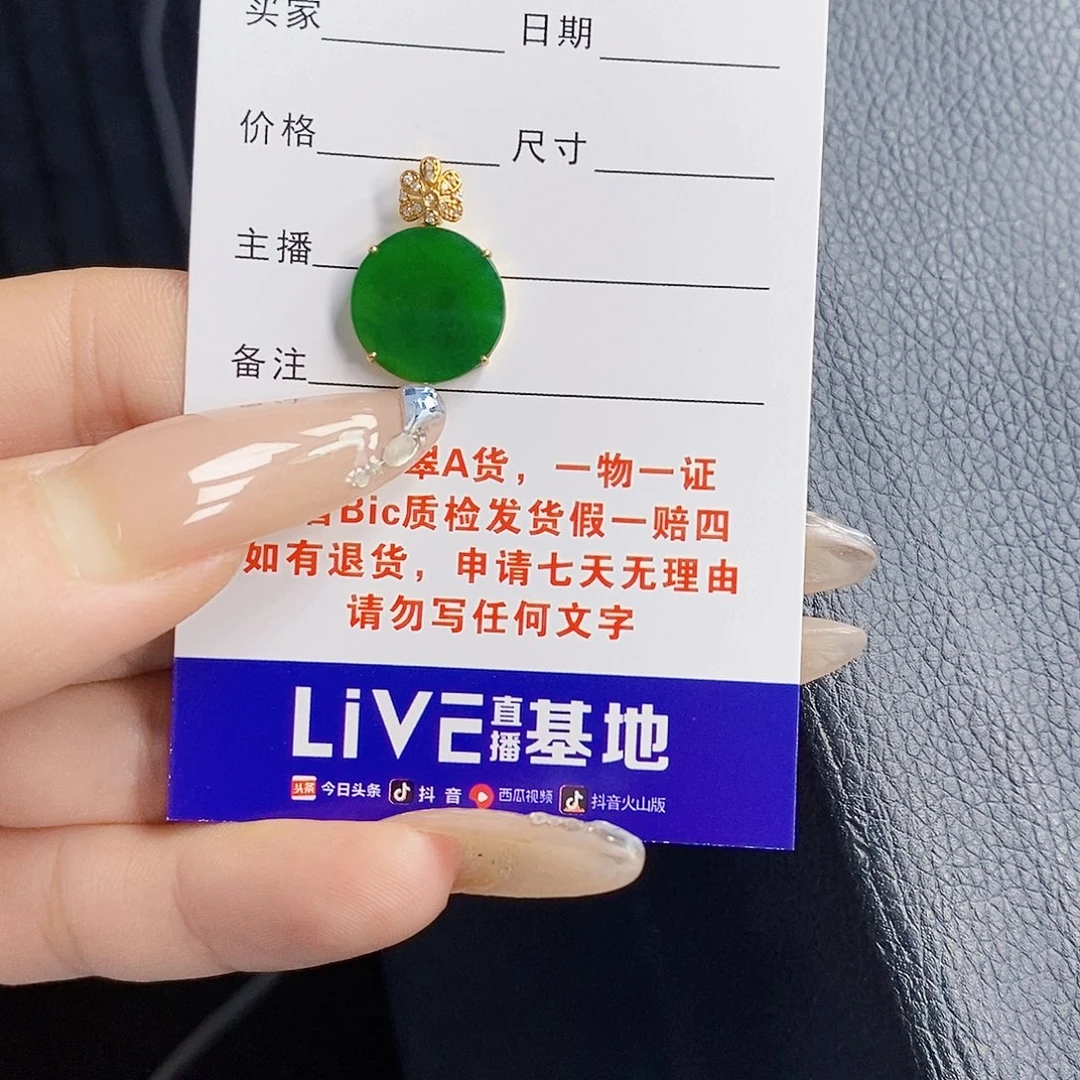 买家 日期
价格 尺寸
主播
备注
翠A货，一物一证
Bic质检发货假一赔四
如有退货，申请七天无理由
请勿写任何文字
LiVE直播基地
头条 今日头条 抖音 西瓜视频 抖音火山版